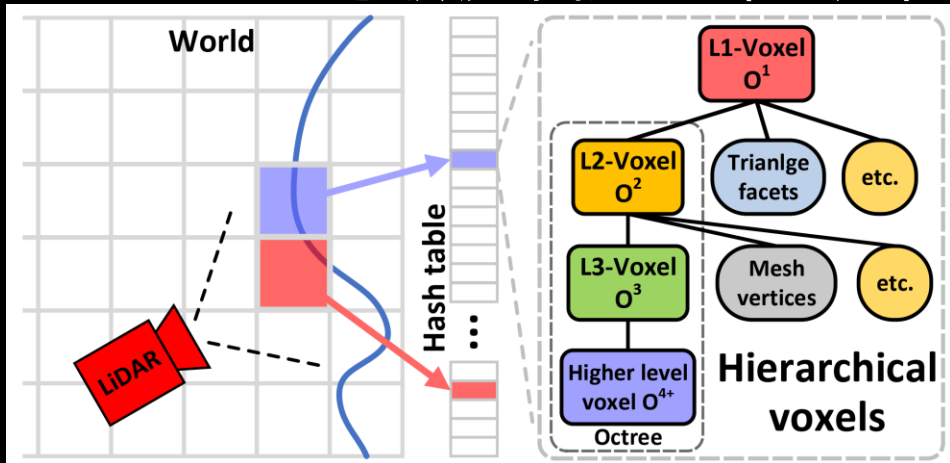 World
LiDAR
Hash table
...
L1-Voxel
O¹
L2-Voxel
O²
Trianlge
facets
etc.
L3-Voxel
O³
Mesh
vertices
etc.
Higher level
voxel O⁴⁺
Octree
Hierarchical
voxels